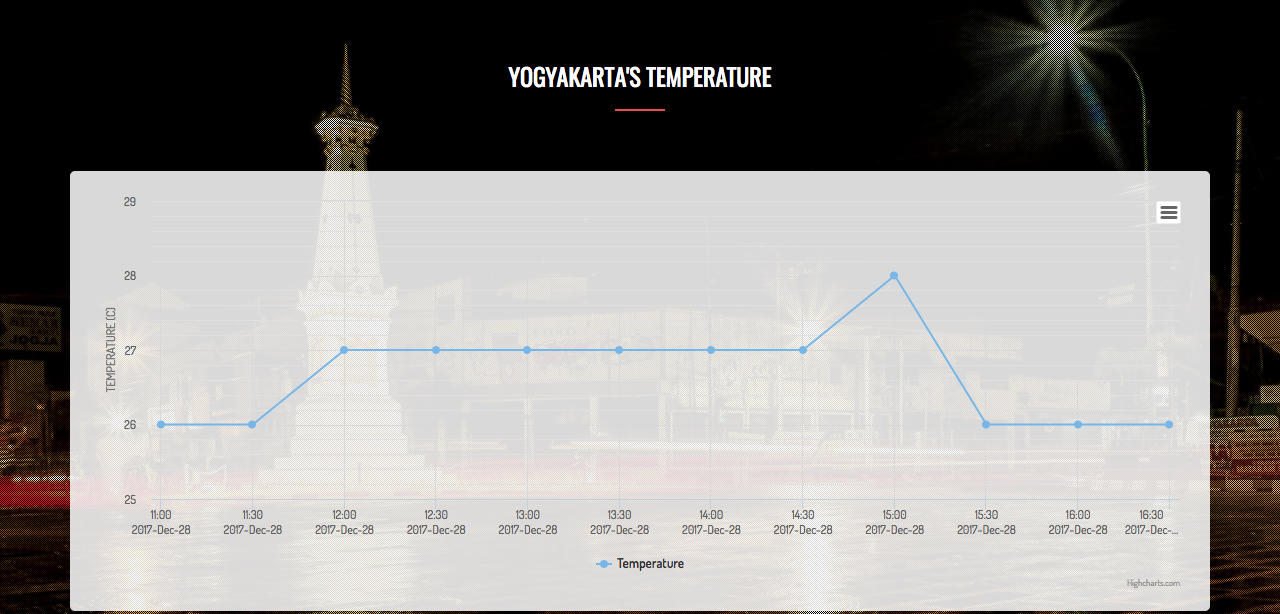 YOGYAKARTA'S TEMPERATURE
29
28
27
26
25
TEMPERATURE (C)
11:00 11:30 12:00 12:30 13:00 13:30 14:00 14:30 15:00 15:30 16:00 16:30
2017-Dec-28 2017-Dec-28 2017-Dec-28 2017-Dec-28 2017-Dec-28 2017-Dec-28 2017-Dec-28 2017-Dec-28 2017-Dec-28 2017-Dec-28 2017-Dec-28 2017-Dec-...
Temperature
Highcharts.com